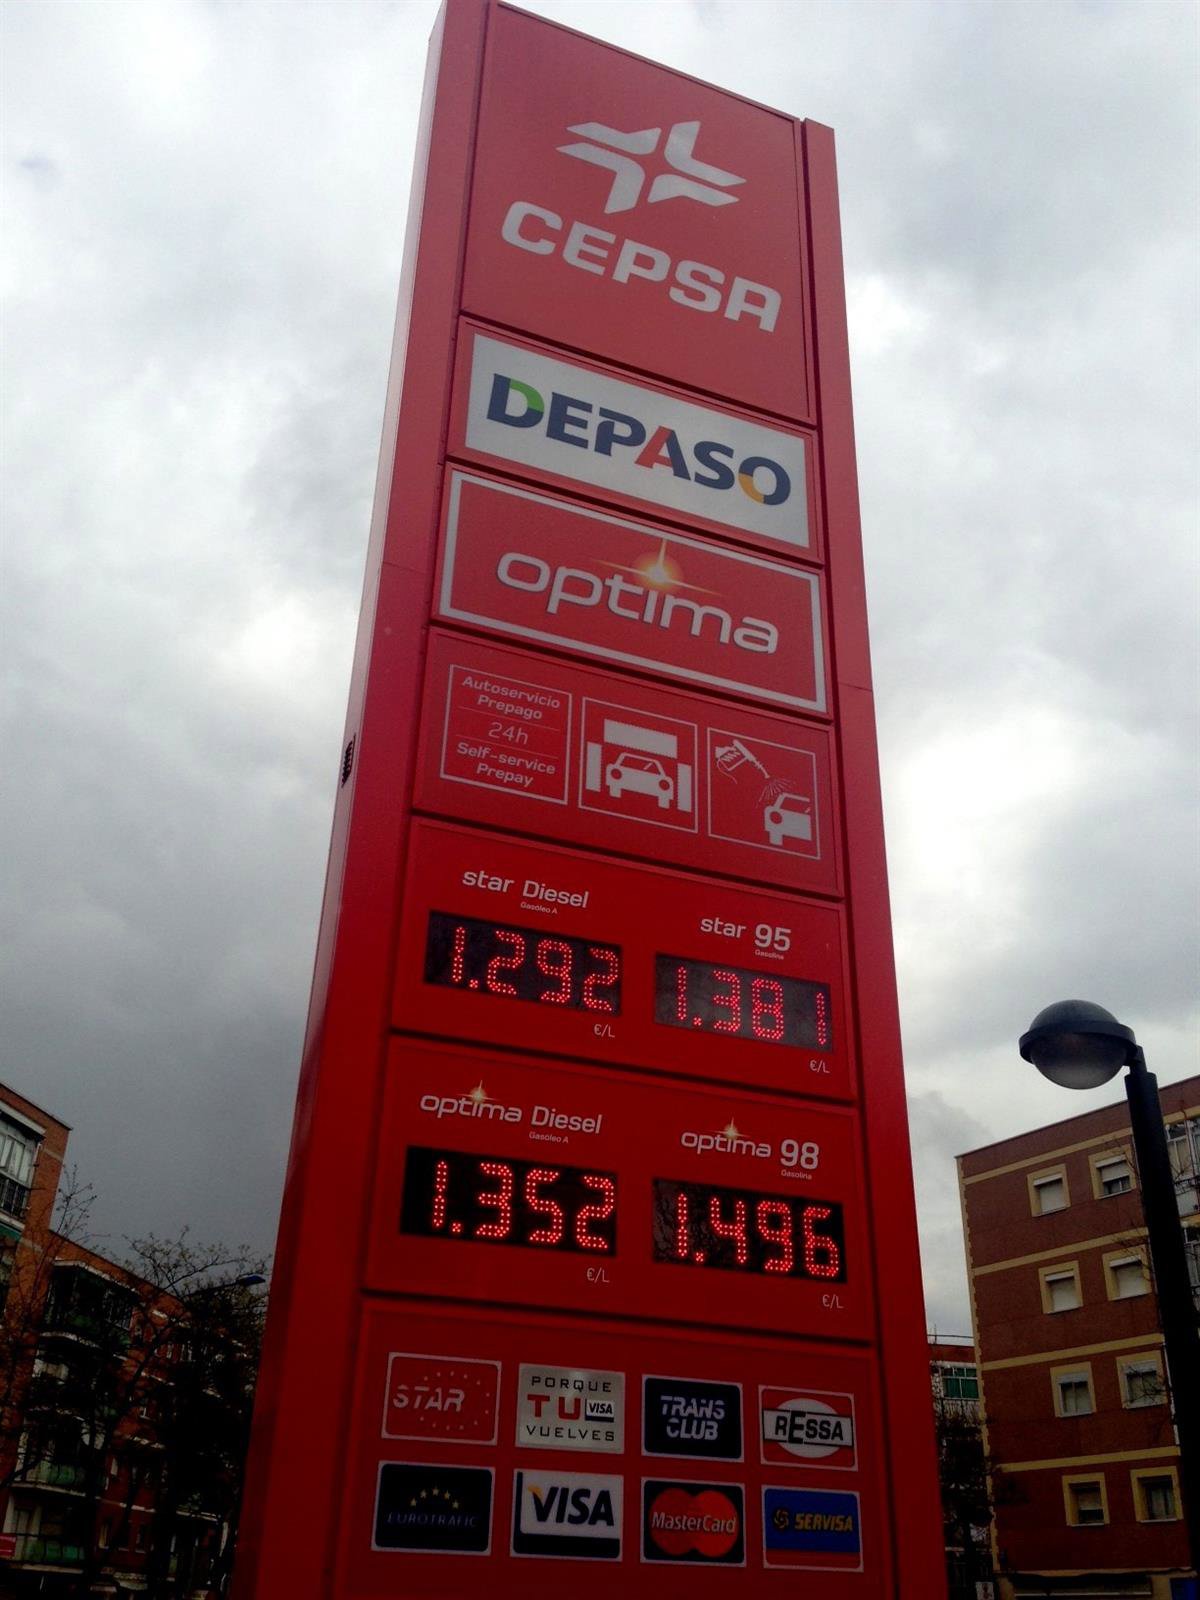 CEPSA
DEPASO
optima
Autoservicio
Prepago
24h
Self-service
Prepay
star Diesel
Gasóleo A
1.292
€/L
star 95
Gasolina
1.381
€/L
optima Diesel
Gasóleo A
1.352
€/L
optima 98
Gasolina
1.496
€/L
STAR
PORQUE
TU VISA
VUELVES
TRANS
CLUB
RESSA
EUROTRAFIC
VISA
MasterCard
SERVISA